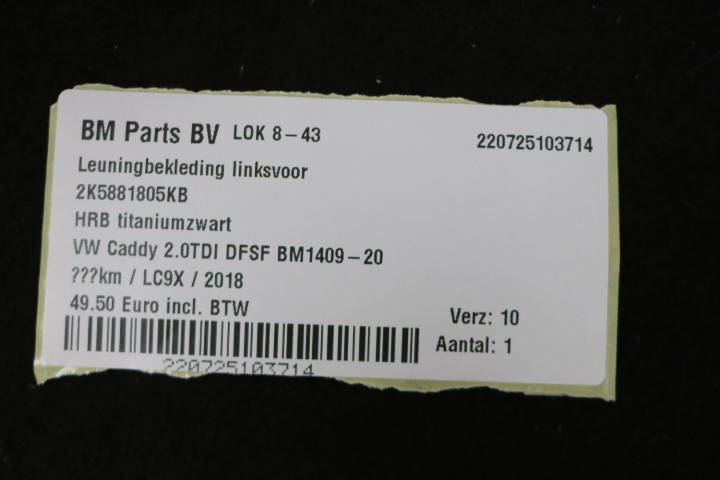 BM Parts BV LOK 8-43 220725103714
Leuningbekleding linksvoor
2K5881805KB
HRB titaniumzwart
VW Caddy 2.0TDI DFSF BM1409-20
???km / LC9X / 2018
49.50 Euro incl. BTW
Verz: 10
Aantal: 1
220725103714